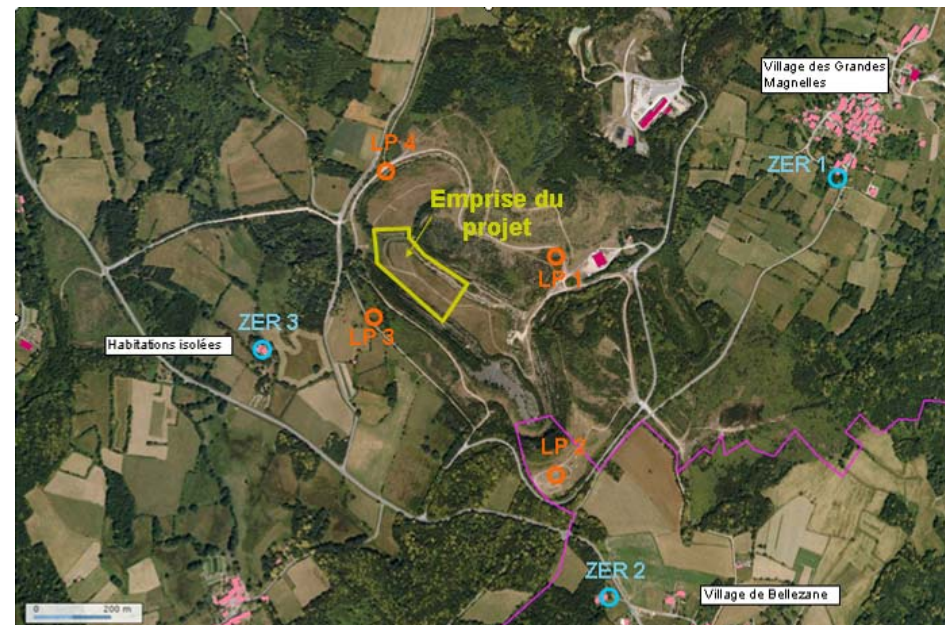 Village des Grandes
Magnelles
LP 4
ZER 1
Emprise du
projet
LP 1
ZER 3
LP 3
Habitations isolées
LP 2
ZER 2
Village de Bellezane
0 200 m